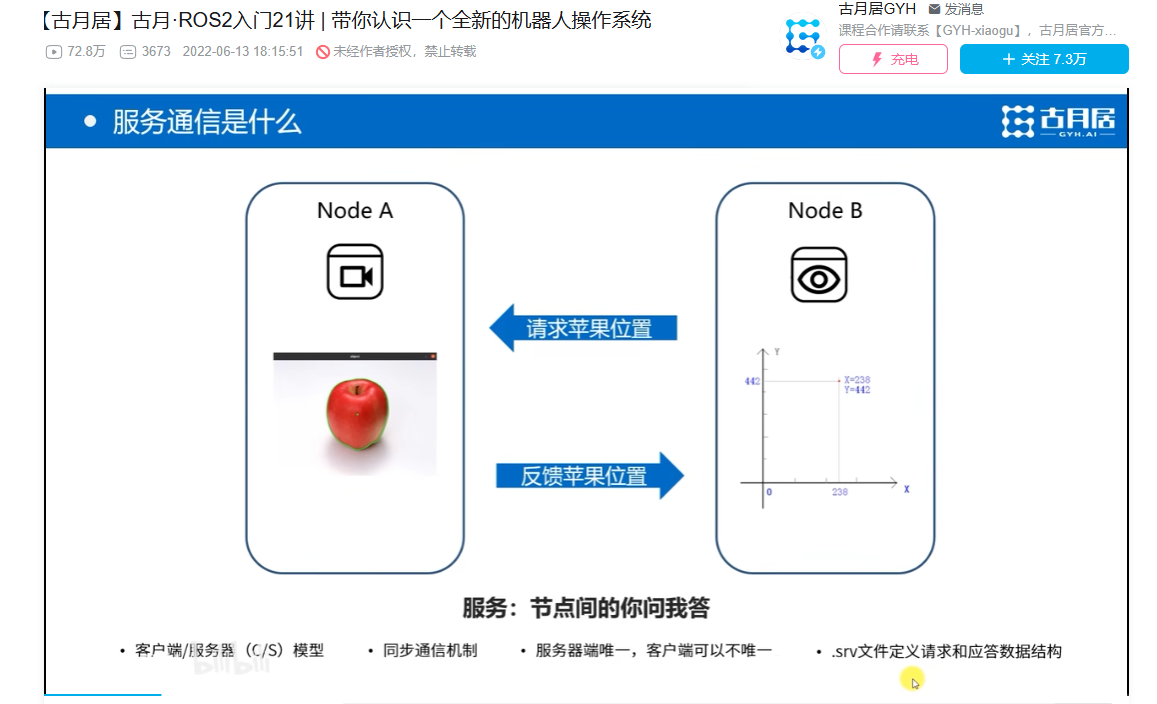 【古月居】古月·ROS2入门21讲 | 带你认识一个全新的机器人操作系统
72.8万 3673 2022-06-13 18:15:51 未经作者授权，禁止转载
古月居GYH 发消息
课程合作请联系【GYH-xiaogu】，古月居官方...
充电 + 关注 7.3万
服务通信是什么
古月居
GYH.AI
Node A
Node B
请求苹果位置
反馈苹果位置
Y
442
X=238
Y=442
0
238
X
服务：节点间的你问我答
• 客户端/服务器（C/S）模型
• 同步通信机制
• 服务器端唯一，客户端可以不唯一
• .srv文件定义请求和应答数据结构
bilibili